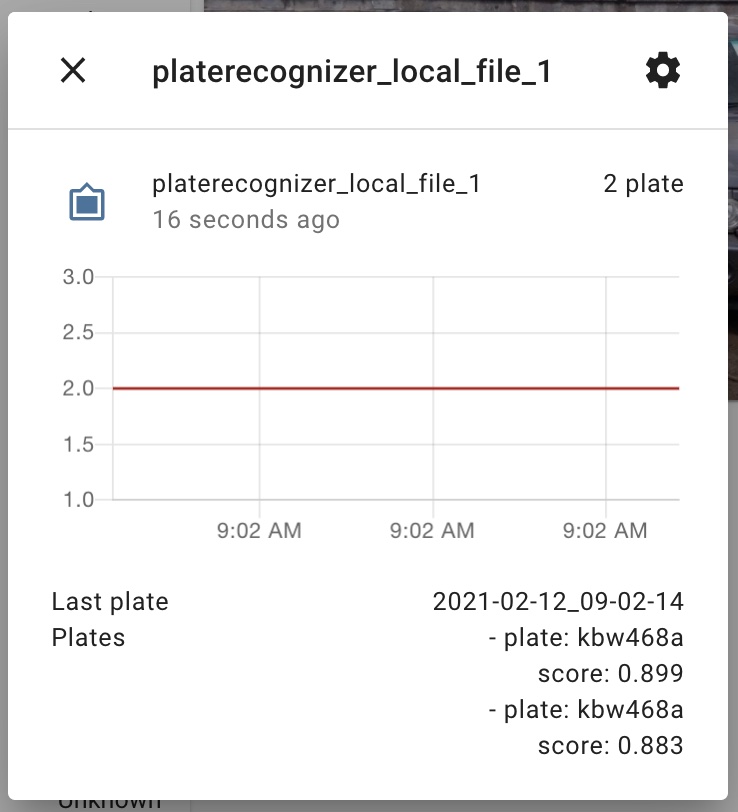 platerecognizer_local_file_1
platerecognizer_local_file_1 2 plate
16 seconds ago
3.0
2.5
2.0
1.5
1.0
9:02 AM 9:02 AM 9:02 AM
Last plate 2021-02-12_09-02-14
Plates - plate: kbw468a
score: 0.899
- plate: kbw468a
score: 0.883
Unknown